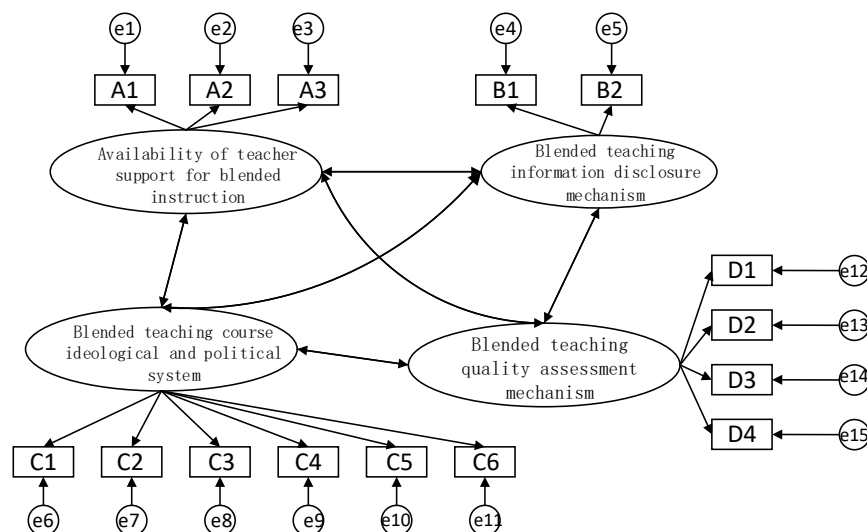 e1 e2 e3 e4 e5
A1 A2 A3 B1 B2
Availability of teacher
support for blended
instruction
Blended teaching
information disclosure
mechanism
Blended teaching course
ideological and political
system
Blended teaching
quality assessment
mechanism
D1 e12
D2 e13
D3 e14
D4 e15
C1 C2 C3 C4 C5 C6
e6 e7 e8 e9 e10 e11